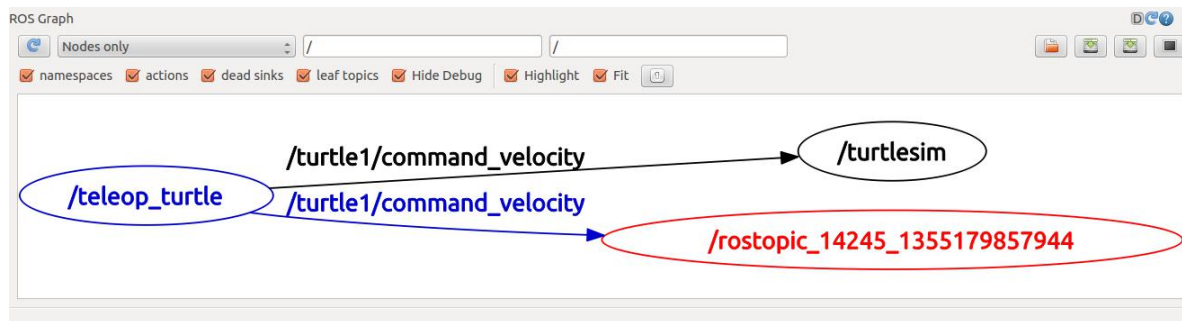 ROS Graph
D
Nodes only / /
namespaces actions dead sinks leaf topics Hide Debug Highlight Fit
/turtle1/command_velocity /turtlesim
/teleop_turtle /turtle1/command_velocity
/rostopic_14245_1355179857944